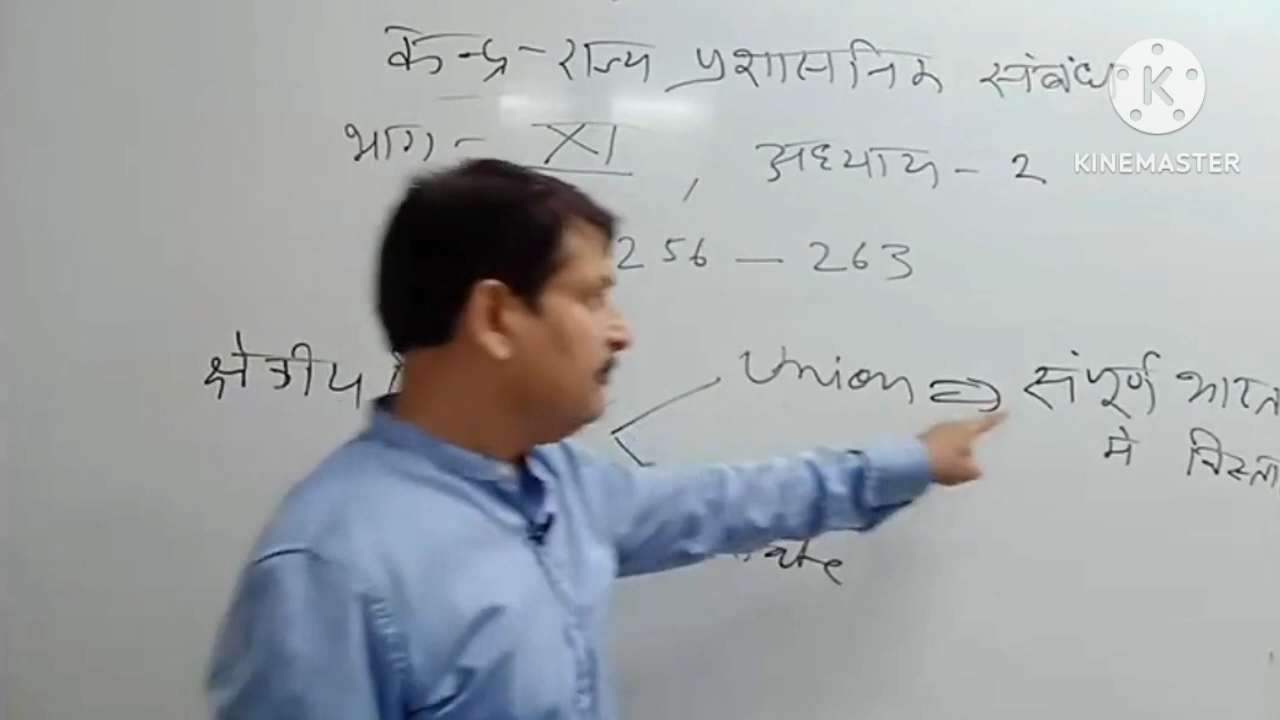 केन्द्र-राज्य प्रशासनिक संबंध
K
KINEMASTER
भाग- XI , अध्याय - 2
256 - 263
क्षेत्रीय
Union ⇒ संपूर्ण भारत
मे